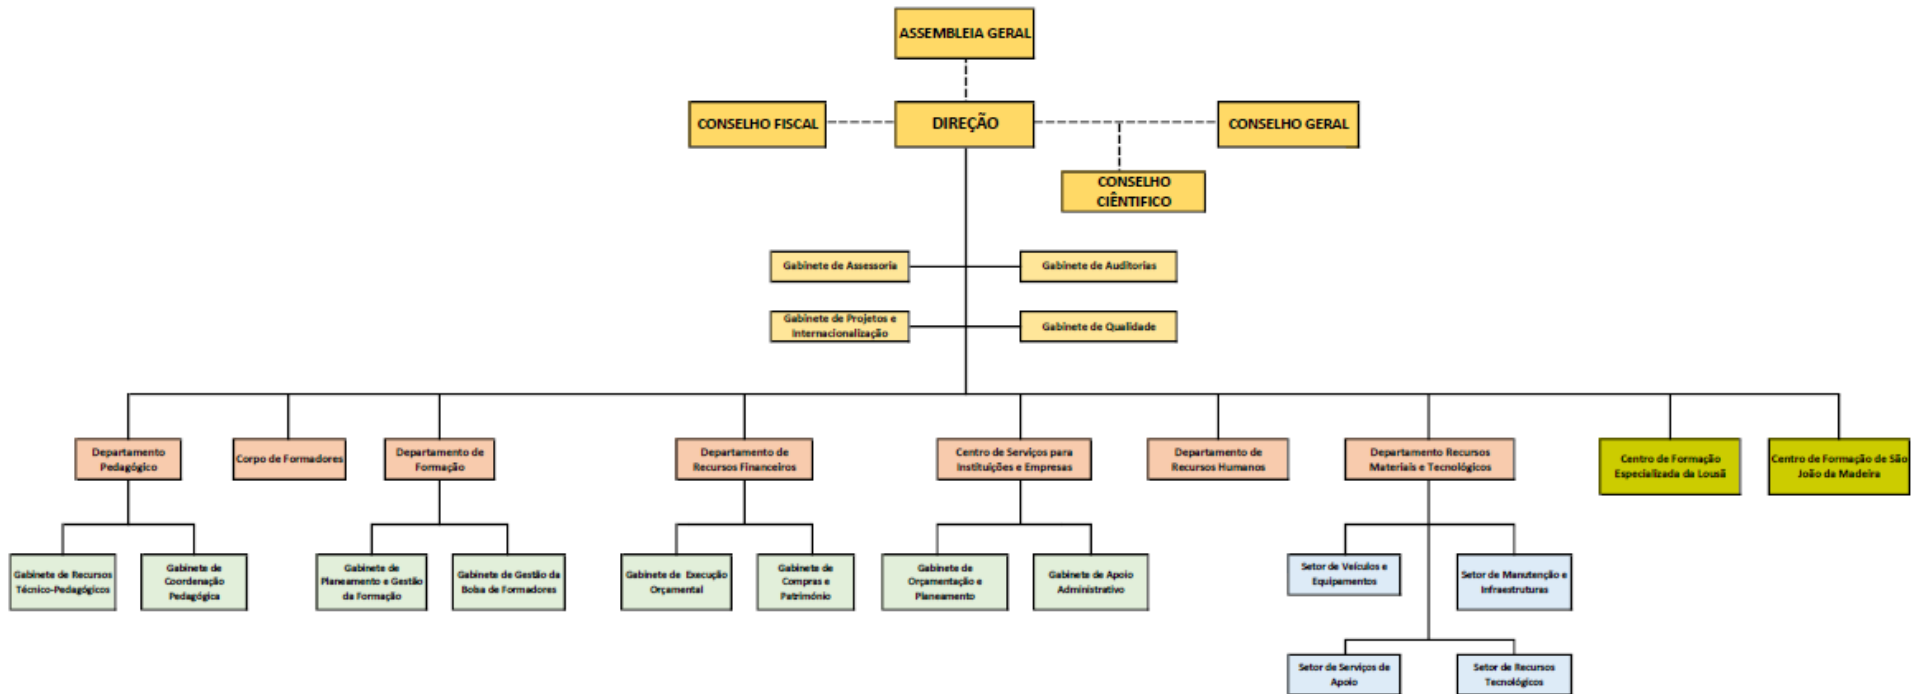 ASSEMBLEIA GERAL
CONSELHO FISCAL
DIREÇÃO
CONSELHO GERAL
CONSELHO
CIÊNTIFICO
Gabinete de Assessoria
Gabinete de Auditorias
Gabinete de Projetos e
Internacionalização
Gabinete de Qualidade
Departamento
Pedagógico
Corpo de Formadores
Departamento de
Formação
Departamento de
Recursos Financeiros
Centro de Serviços para
Instituições e Empresas
Departamento de
Recursos Humanos
Departamento Recursos
Materiais e Tecnológicos
Centro de Formação
Especializada da Lousã
Centro de Formação de São
João da Madeira
Gabinete de Recursos
Técnico-Pedagógicos
Gabinete de
Coordenação
Pedagógica
Gabinete de
Planeamento e Gestão
da Formação
Gabinete de Gestão da
Bolsa de Formadores
Gabinete de Execução
Orçamental
Gabinete de
Compras e
Património
Gabinete de
Orçamentação e
Planeamento
Gabinete de Apoio
Administrativo
Setor de Veículos e
Equipamentos
Setor de Manutenção e
Infraestruturas
Setor de Serviços de
Apoio
Setor de Recursos
Tecnológicos